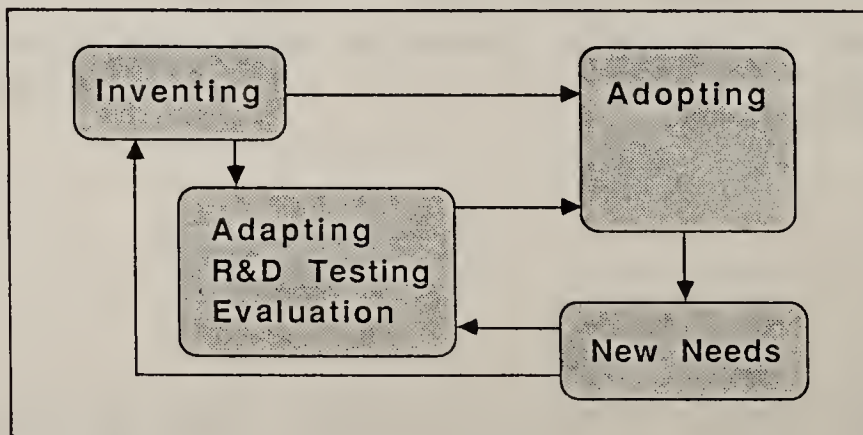 Inventing
Adopting
Adapting
R&D Testing
Evaluation
New Needs